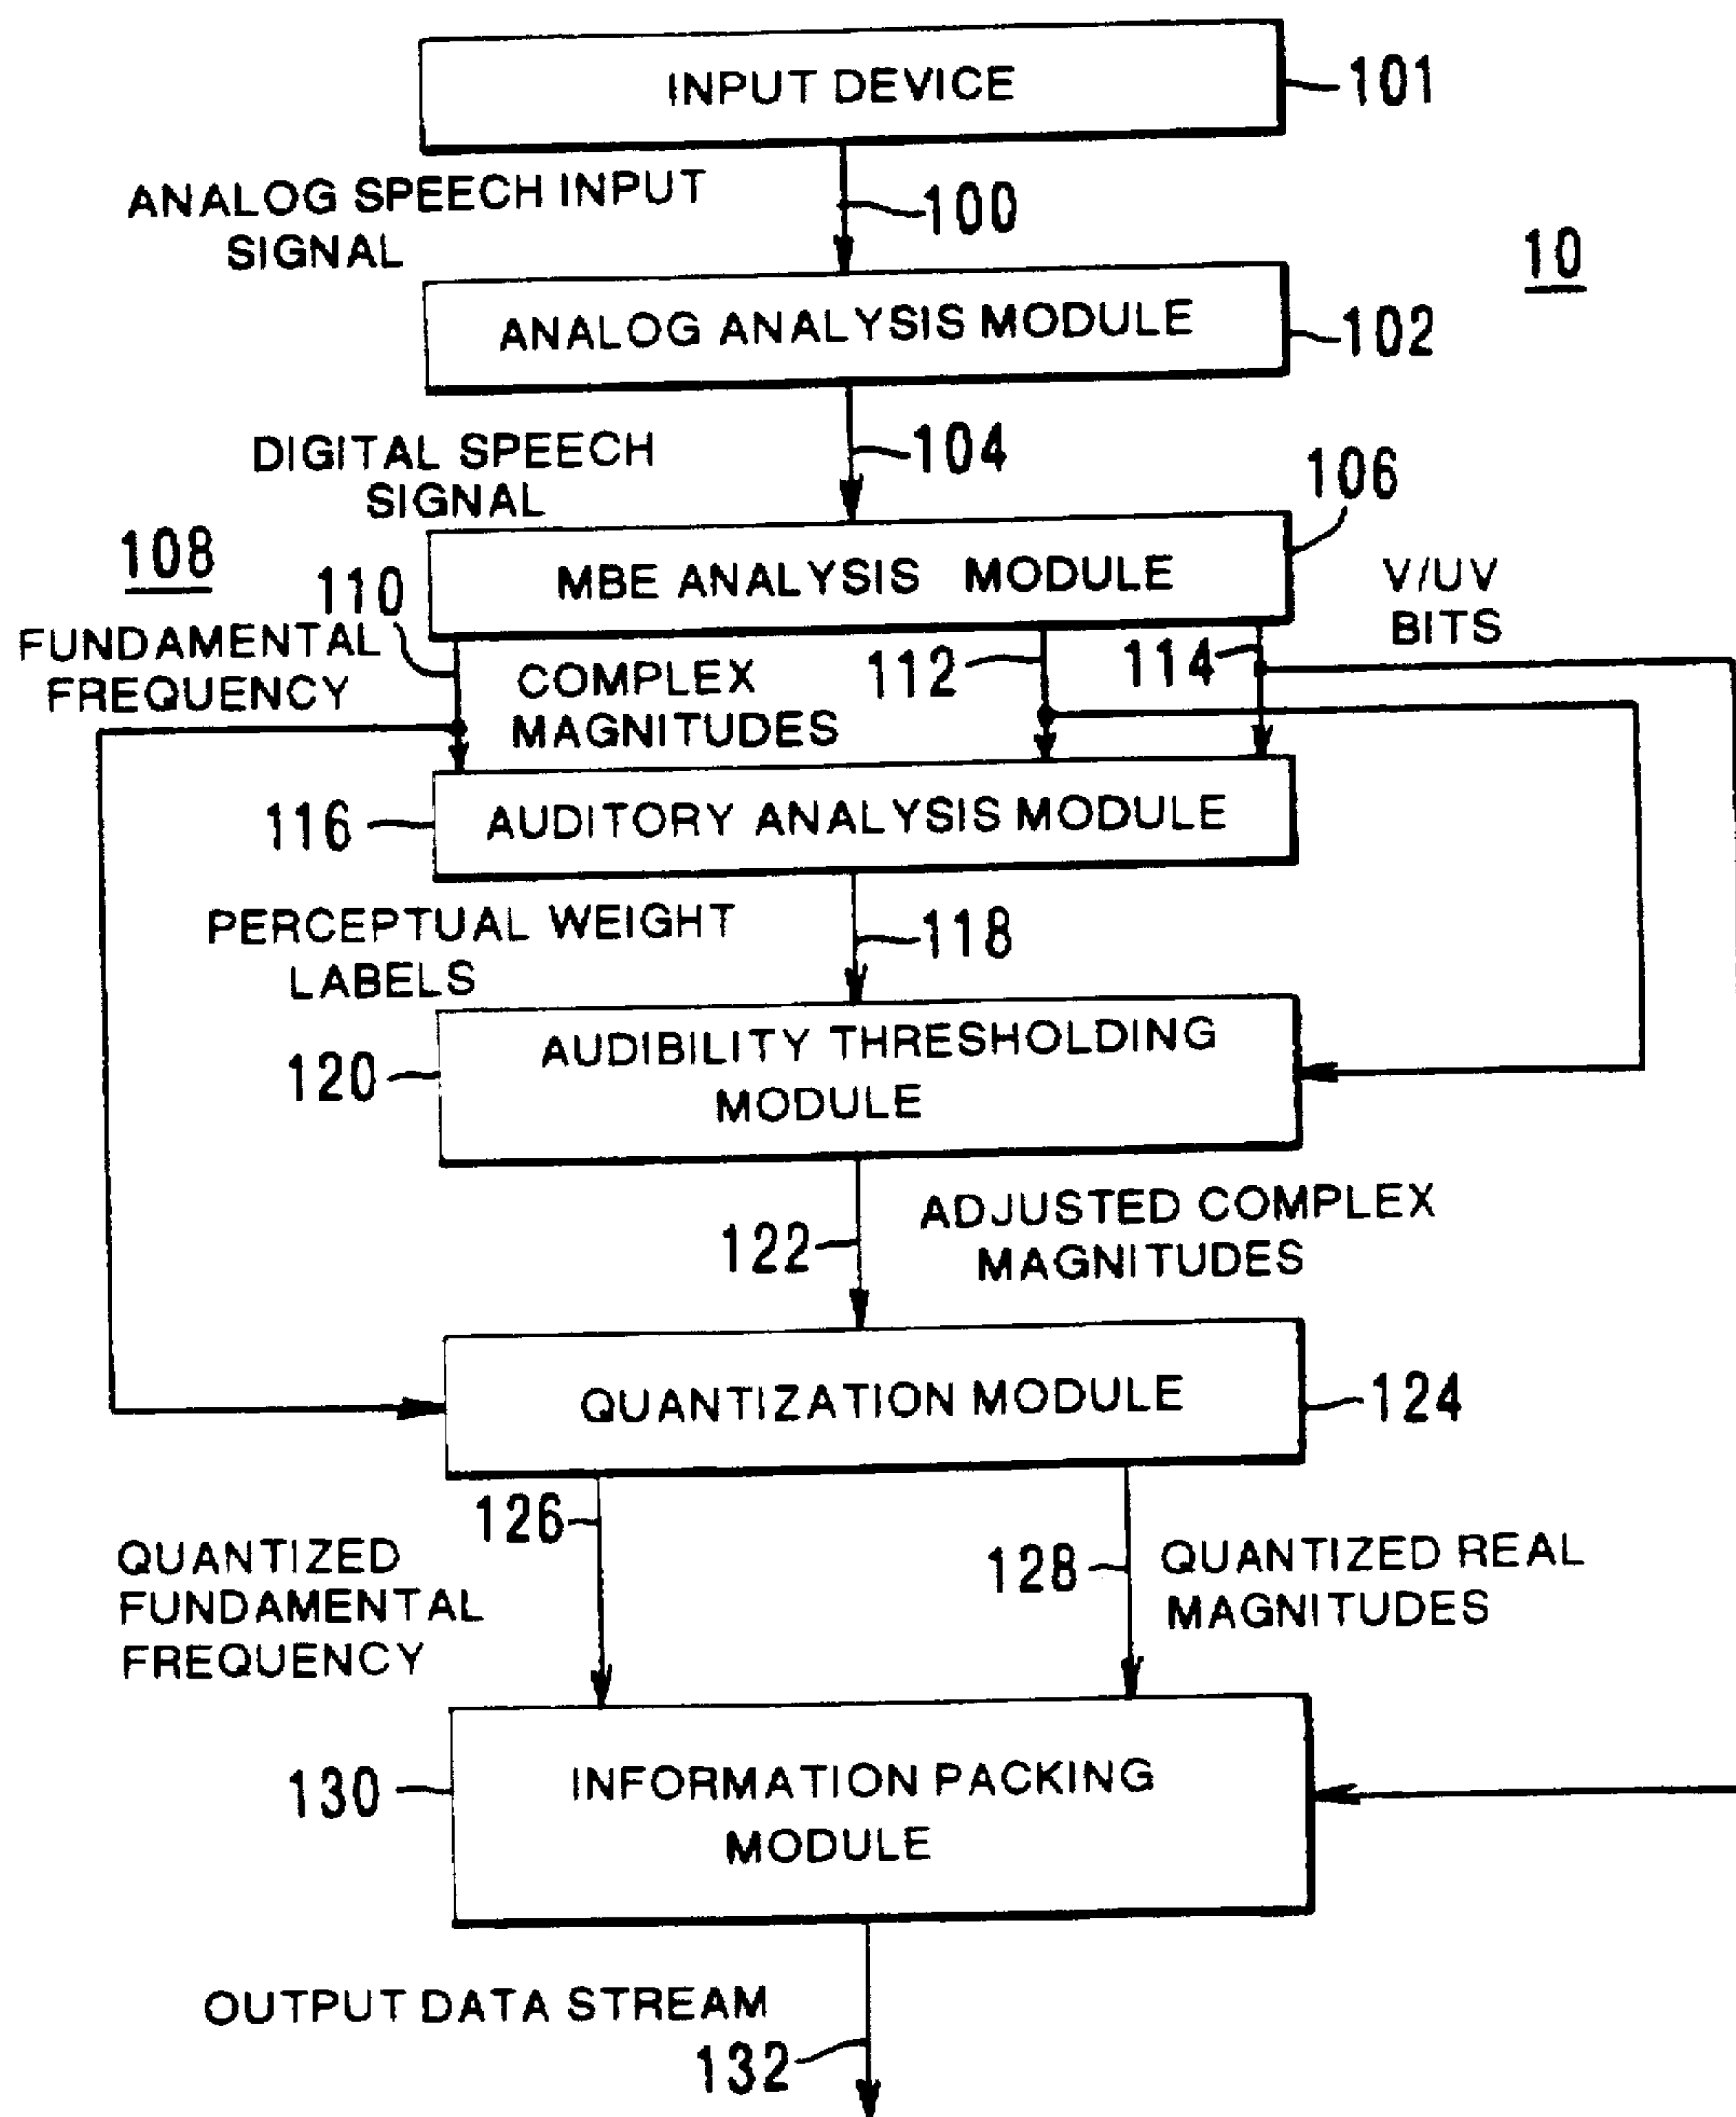 INPUT DEVICE
101
ANALOG SPEECH INPUT
SIGNAL
100
10
ANALOG ANALYSIS MODULE
102
DIGITAL SPEECH
SIGNAL
104
106
108
MBE ANALYSIS MODULE
V/UV
BITS
110
FUNDAMENTAL
FREQUENCY
COMPLEX
MAGNITUDES
112
114
116
AUDITORY ANALYSIS MODULE
PERCEPTUAL WEIGHT
LABELS
118
120
AUDIBILITY THRESHOLDING
MODULE
122
ADJUSTED COMPLEX
MAGNITUDES
QUANTIZATION MODULE
124
126
QUANTIZED
FUNDAMENTAL
FREQUENCY
128
QUANTIZED REAL
MAGNITUDES
130
INFORMATION PACKING
MODULE
OUTPUT DATA STREAM
132